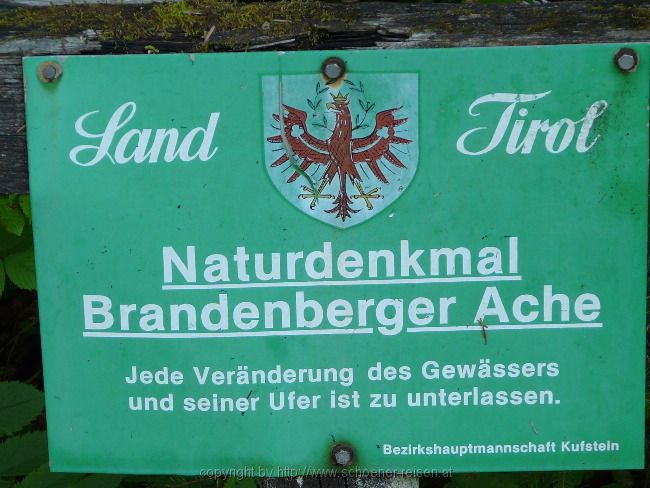 Land Tirol
Naturdenkmal
Brandenberger Ache
Jede Veränderung des Gewässers
und seiner Ufer ist zu unterlassen.
Bezirkshauptmannschaft Kufstein
copyright by http://www.schoener-reisen.at